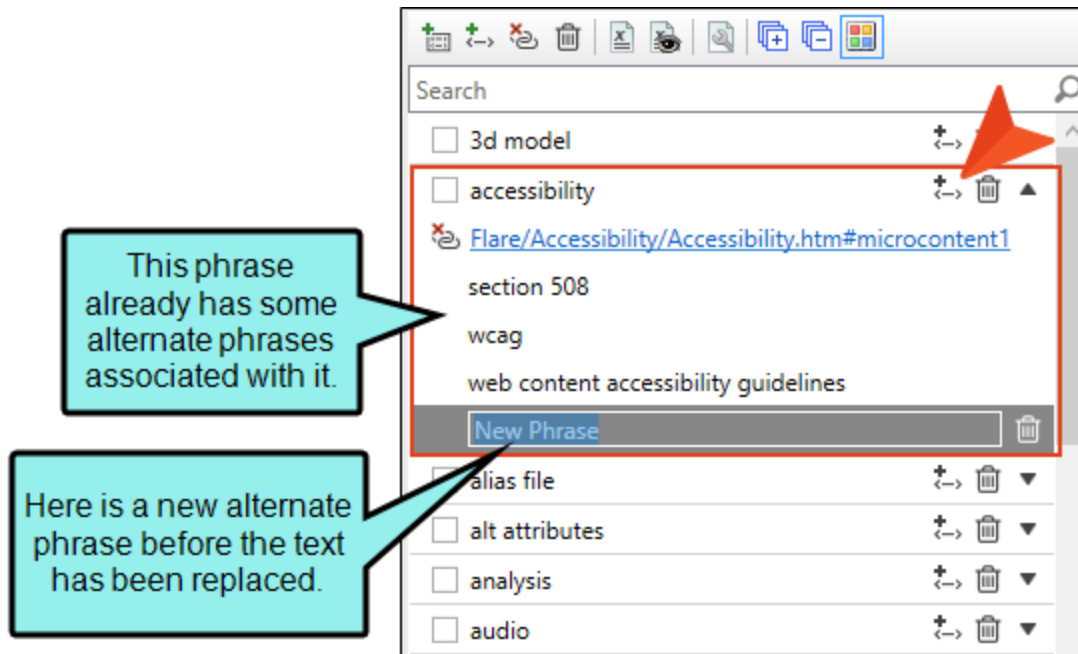 Search
3d model
accessibility
Flare/Accessibility/Accessibility.htm#microcontent1
section 508
wcag
web content accessibility guidelines
New Phrase
alias file
alt attributes
analysis
audio
This phrase
already has some
alternate phrases
associated with it.
Here is a new alternate
phrase before the text
has been replaced.